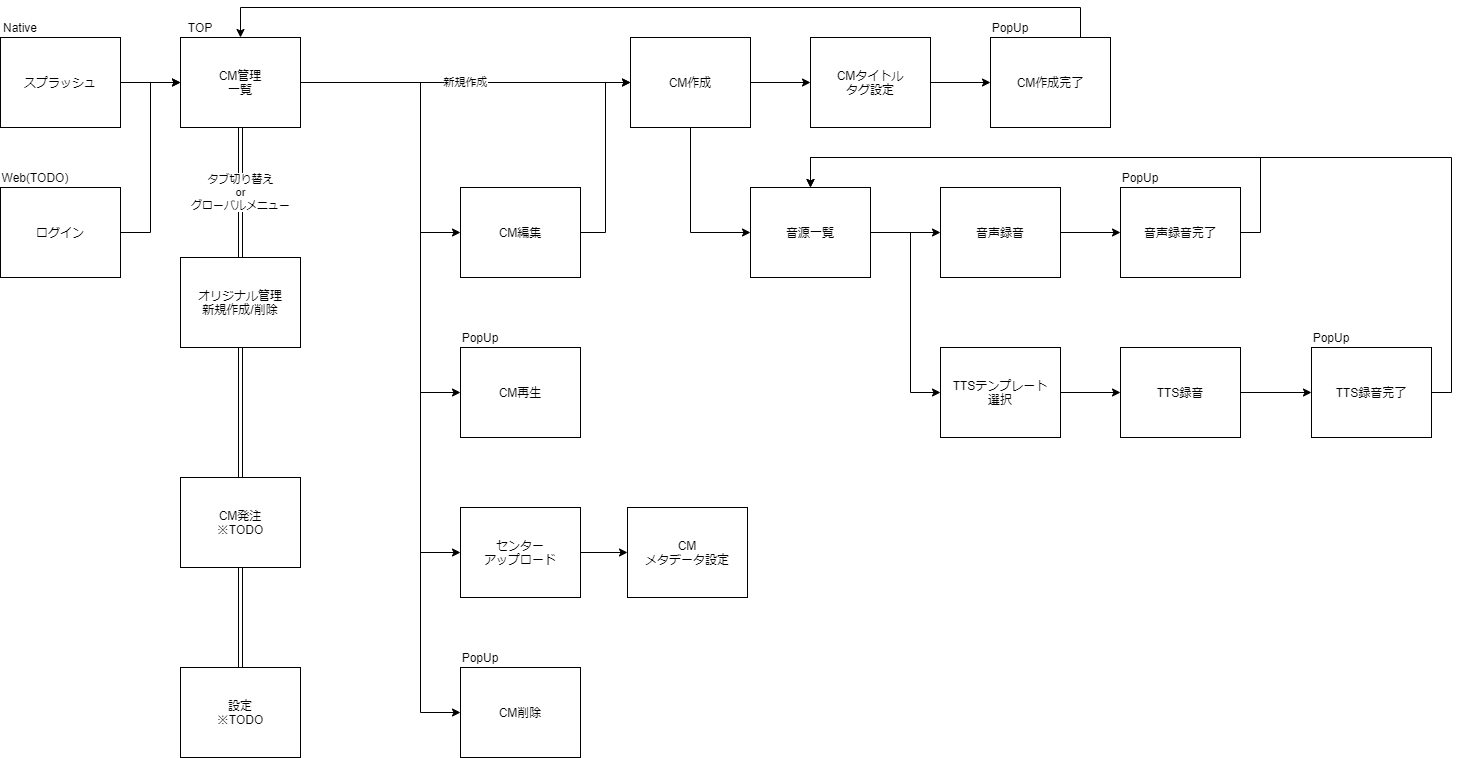 Native
スプラッシュ
Web(TODO)
ログイン
TOP
CM管理
一覧
タブ切り替え
or
グローバルメニュー
オリジナル管理
新規作成/削除
CM発注
※TODO
設定
※TODO
新規作成
CM編集
PopUp
CM再生
センター
アップロード
CM
メタデータ設定
PopUp
CM削除
CM作成
CMタイトル
タグ設定
PopUp
CM作成完了
音源一覧
音声録音
PopUp
音声録音完了
TTSテンプレート
選択
TTS録音
PopUp
TTS録音完了